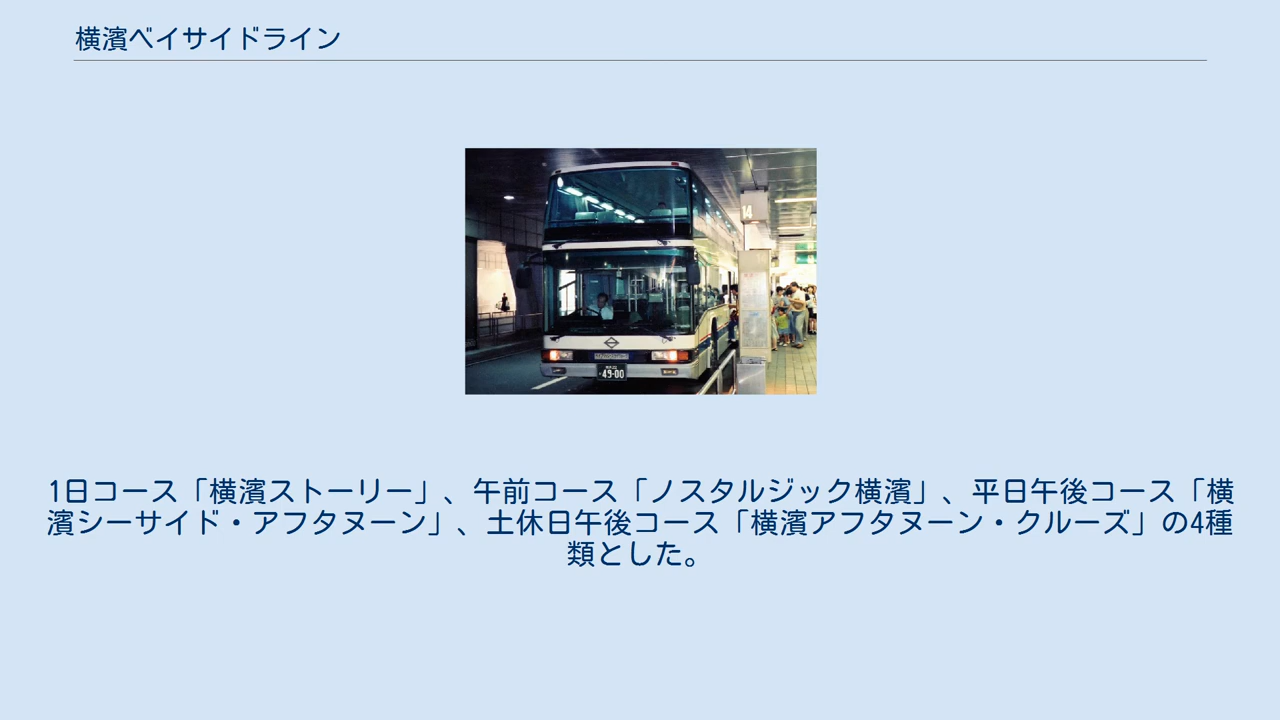 横濱ベイサイドライン
14
49-00
1日コース「横濱ストーリー」、午前コース「ノスタルジック横濱」、平日午後コース「横
濱シーサイド・アフタヌーン」、土休日午後コース「横濱アフタヌーン・クルーズ」の4種
類とした。